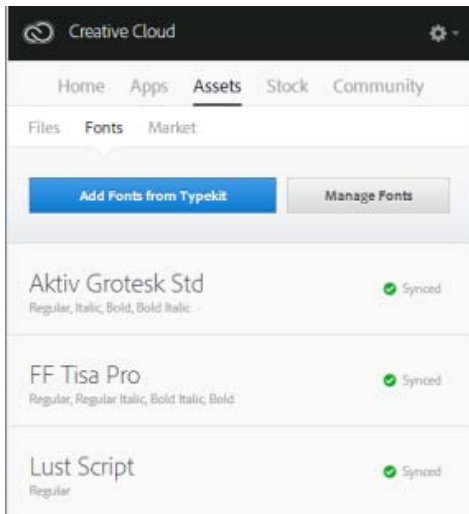 Creative Cloud
Home Apps Assets Stock Community
Files Fonts Market
Add Fonts from Typekit Manage Fonts
Aktiv Grotesk Std
Synced
Regular, Italic, Bold, Bold Italic
FF Tisa Pro
Synced
Regular, Regular Italic, Bold Italic, Bold
Lust Script
Synced
Regular